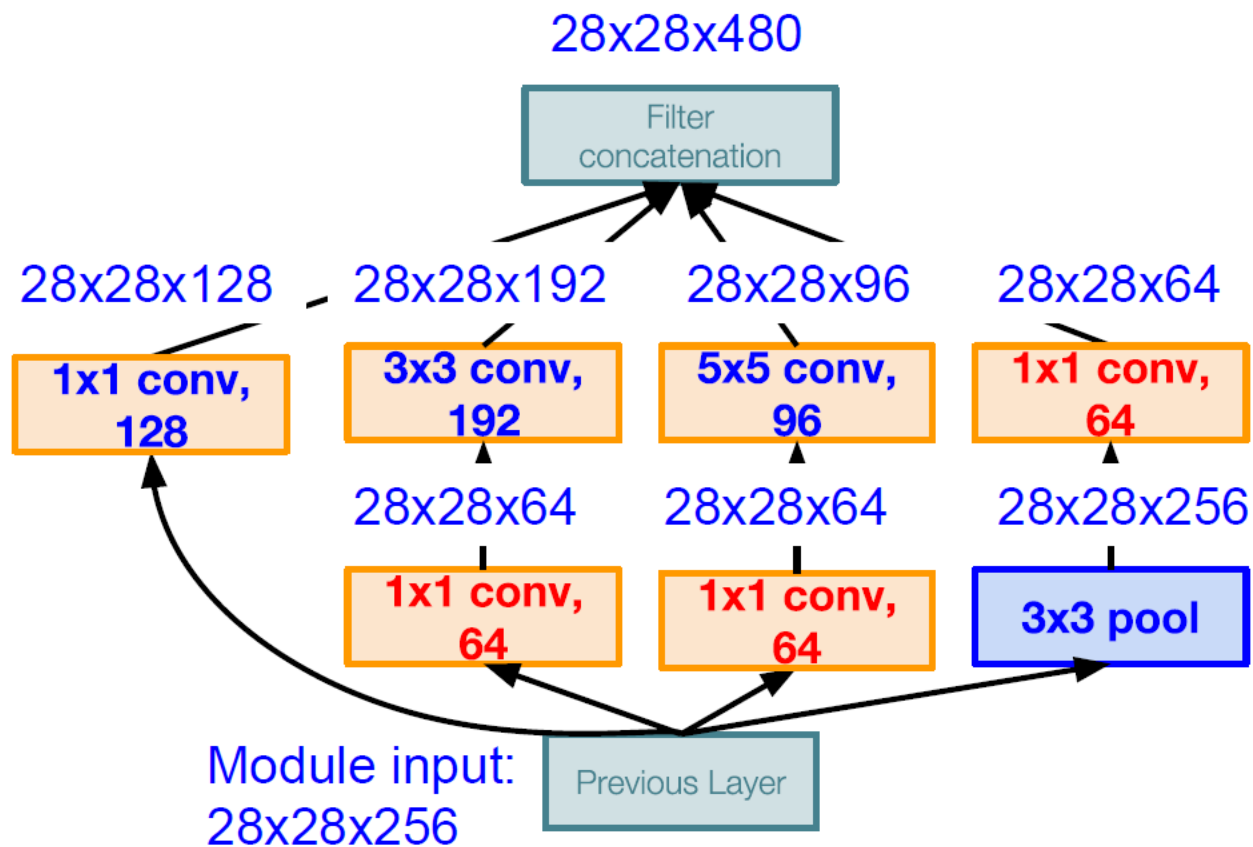 28x28x480
Filter
concatenation
28x28x128
28x28x192
28x28x96
28x28x64
1x1 conv,
128
3x3 conv,
192
5x5 conv,
96
1x1 conv,
64
28x28x64
28x28x64
28x28x256
1x1 conv,
64
1x1 conv,
64
3x3 pool
Module input:
28x28x256
Previous Layer